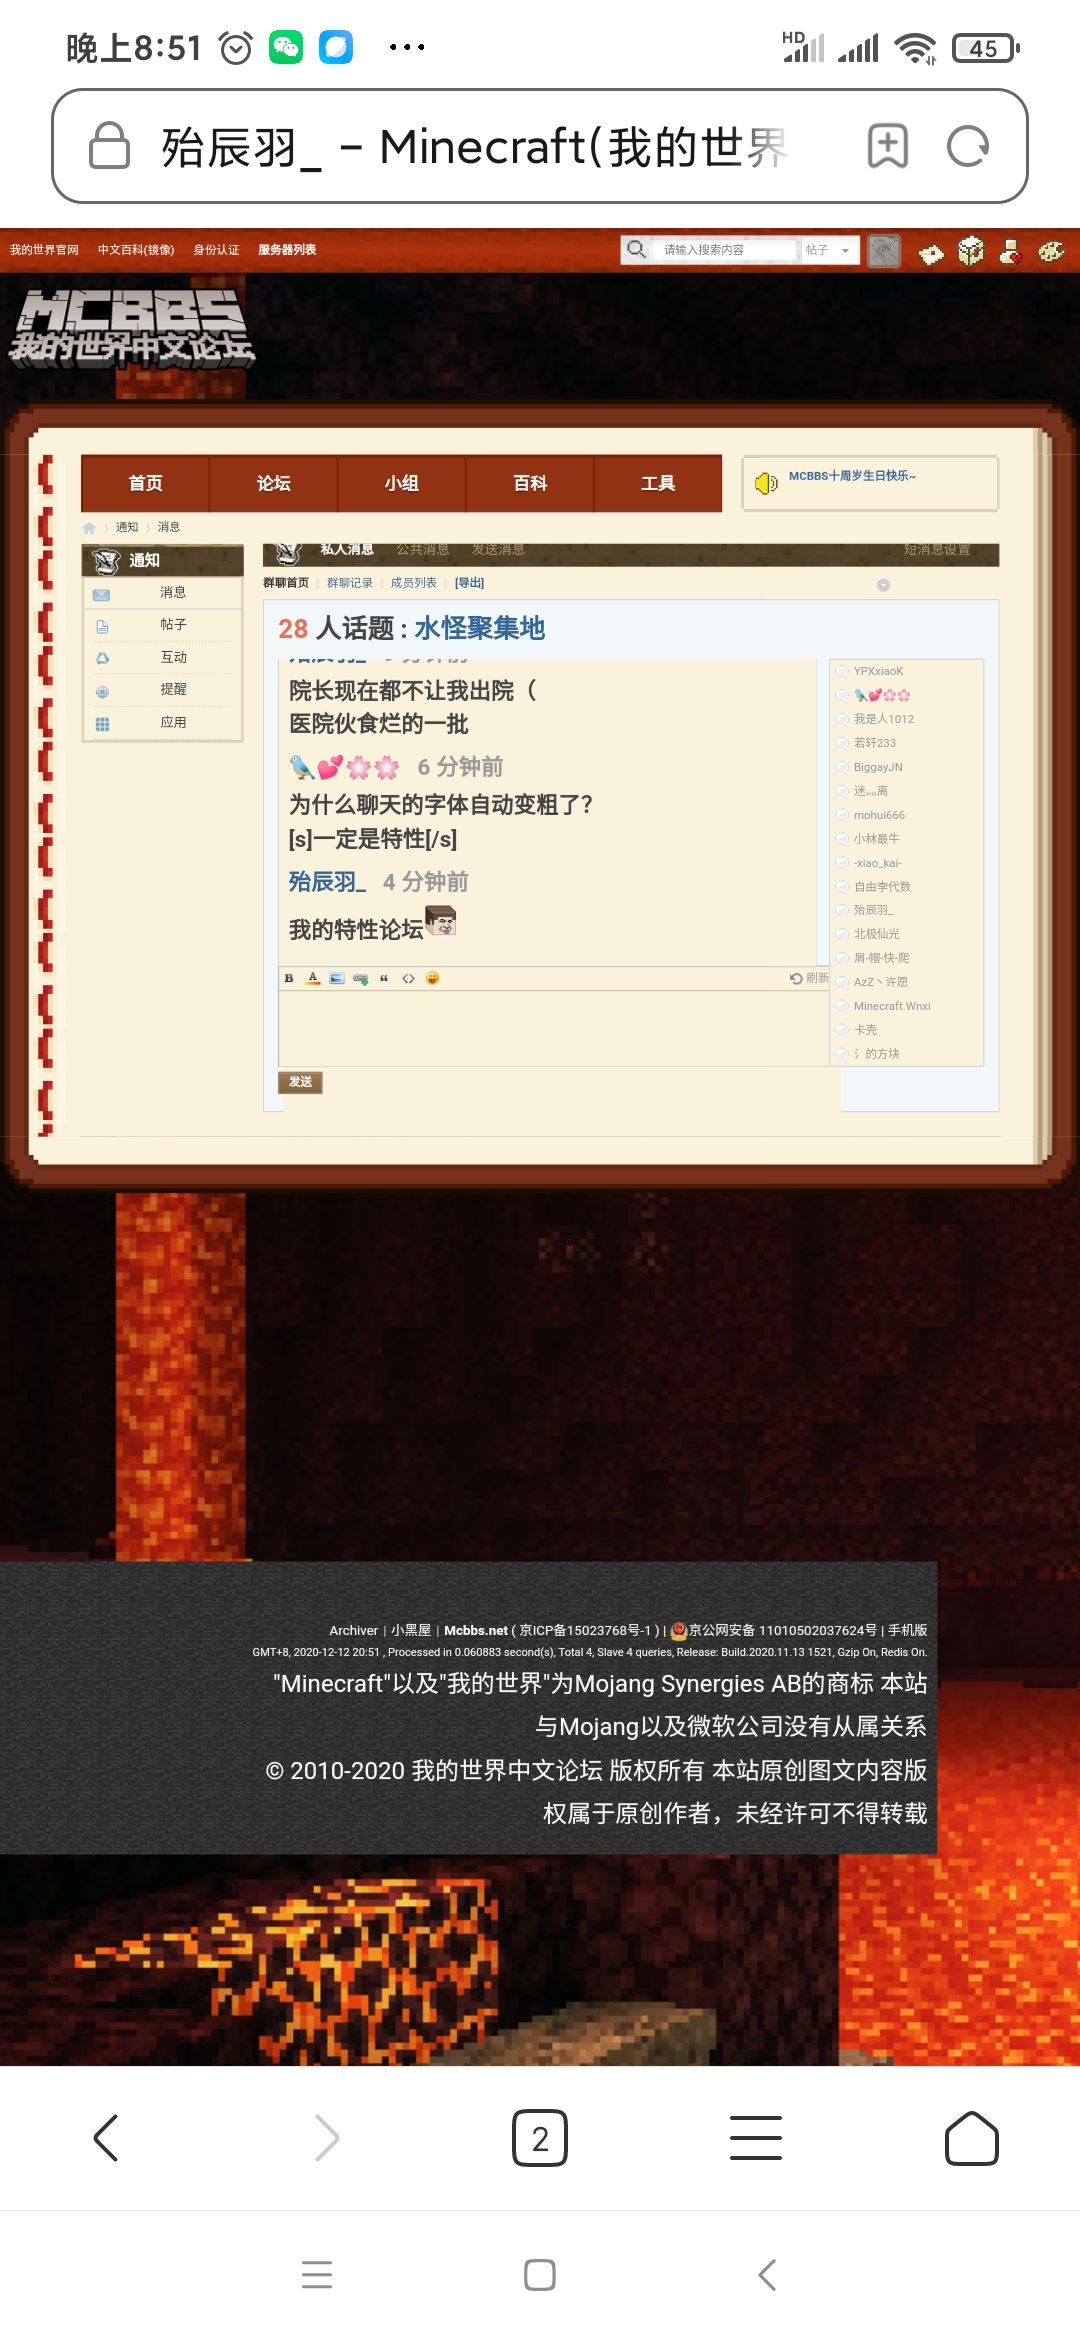 晚上8:51
HD
45
殆辰羽_ - Minecraft(我的世界
我的世界官网 中文百科(镜像) 身份认证 服务器列表
请输入搜索内容 帖子
MCBBS
我的世界中文论坛
首页 论坛 小组 百科 工具
MCBBS十周岁生日快乐~
通知 消息
通知
消息
帖子
互动
提醒
应用
私人消息 公共消息 发送消息 短消息设置
群聊首页 | 群聊记录 | 成员列表 | [导出]
28 人话题 : 水怪聚集地
院长现在都不让我出院（
医院伙食烂的一批
🐦💕🌸🌸 6 分钟前
为什么聊天的字体自动变粗了？
[s]一定是特性[/s]
殆辰羽_ 4 分钟前
我的特性论坛
B A “ <> 刷新
发送
YPXxiaoK
🐦💕🌸🌸
我是人1012
若轩233
BiggayJN
迷灬离
mohui666
小林最牛
-xiao_kai-
自由李代数
殆辰羽_
北极仙光
屑-帽-快-爬
AzZ丶许愿
Minecraft.Wnxi
卡壳
氵的方块
Archiver | 小黑屋 | Mcbbs.net ( 京ICP备15023768号-1 ) | 京公网安备 11010502037624号 | 手机版
GMT+8, 2020-12-12 20:51 , Processed in 0.060883 second(s), Total 4, Slave 4 queries, Release: Build.2020.11.13 1521, Gzip On, Redis On.
"Minecraft"以及"我的世界"为Mojang Synergies AB的商标 本站
与Mojang以及微软公司没有从属关系
© 2010-2020 我的世界中文论坛 版权所有 本站原创图文内容版
权属于原创作者，未经许可不得转载
2